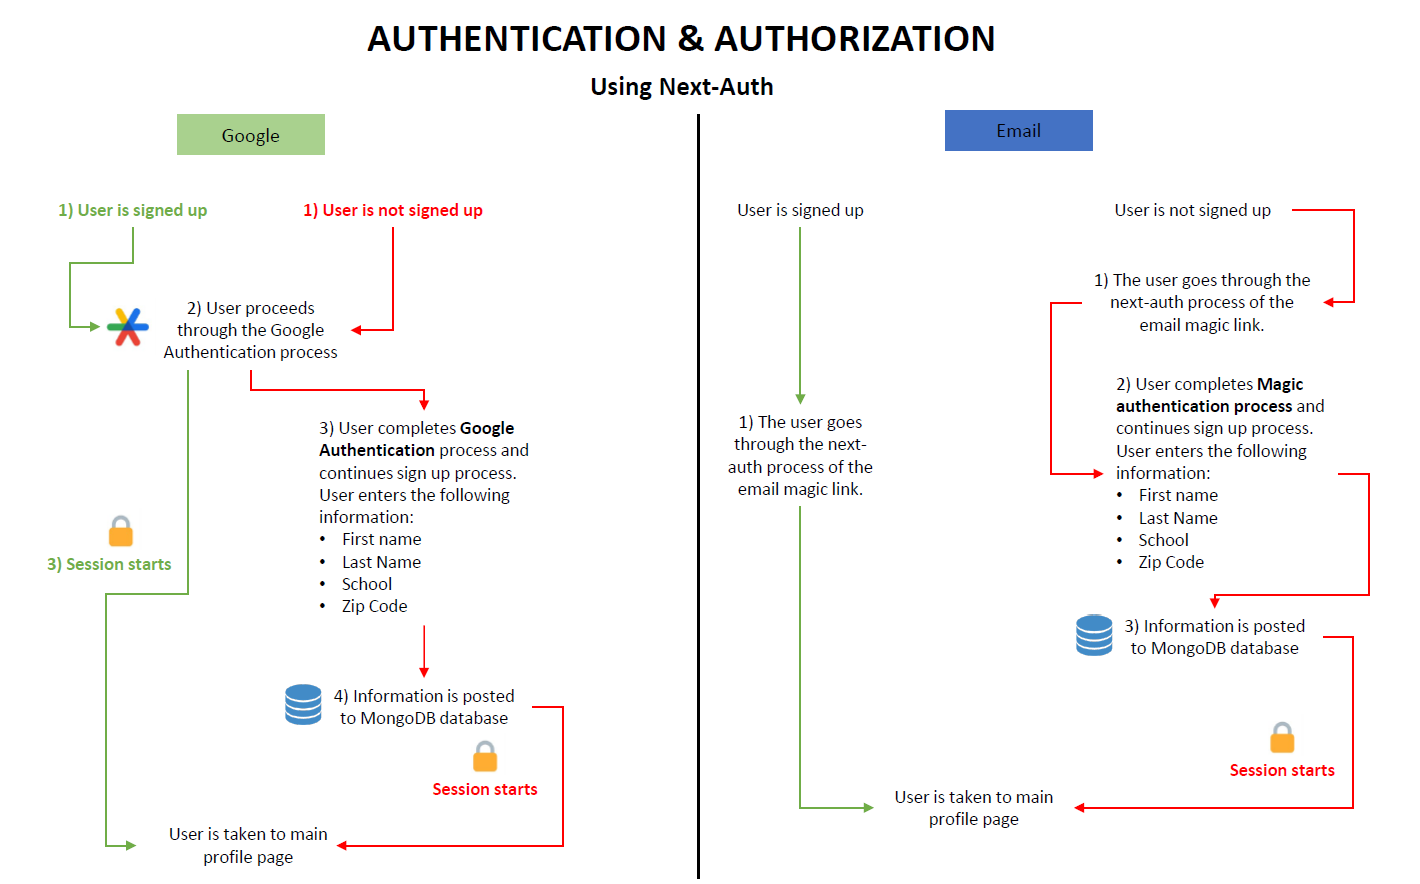 AUTHENTICATION & AUTHORIZATION
Using Next-Auth
Google
1) User is signed up
1) User is not signed up
2) User proceeds
through the Google
Authentication process
3) User completes Google
Authentication process and
continues sign up process.
User enters the following
information:
• First name
• Last Name
• School
• Zip Code
3) Session starts
4) Information is posted
to MongoDB database
Session starts
User is taken to main
profile page
Email
User is signed up
User is not signed up
1) The user goes through the
next-auth process of the
email magic link.
2) User completes Magic
authentication process and
continues sign up process.
User enters the following
information:
• First name
• Last Name
• School
• Zip Code
1) The user goes
through the next-
auth process of the
email magic link.
3) Information is posted
to MongoDB database
Session starts
User is taken to main
profile page